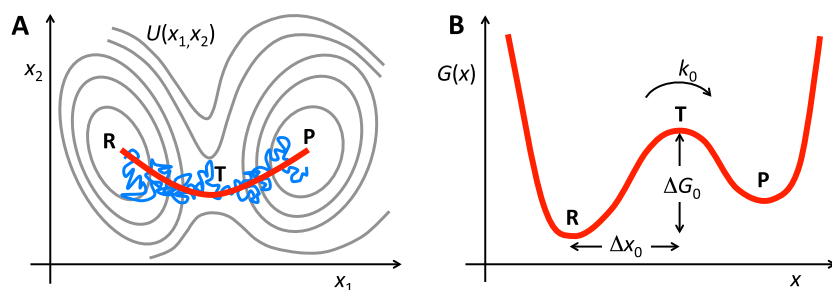 A
U(x₁,x₂)
x₂
R
P
T
x₁
B
G(x)
k₀
T
ΔG₀
P
R
Δx₀
x